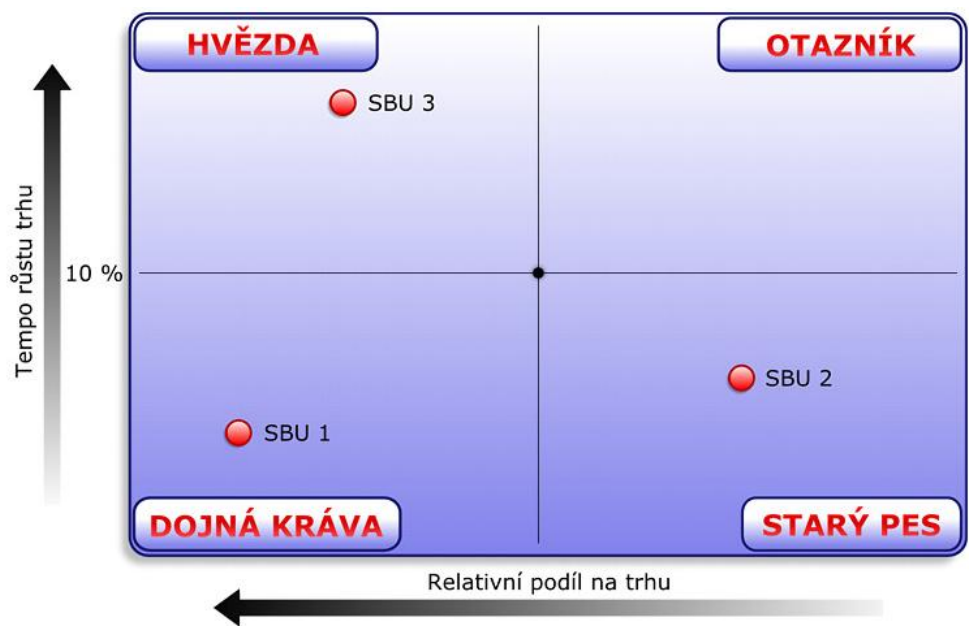 HVĚZDA
OTAZNÍK
SBU 3
Tempo růstu trhu
10 %
SBU 2
SBU 1
DOJNÁ KRÁVA
STARÝ PES
Relativní podíl na trhu